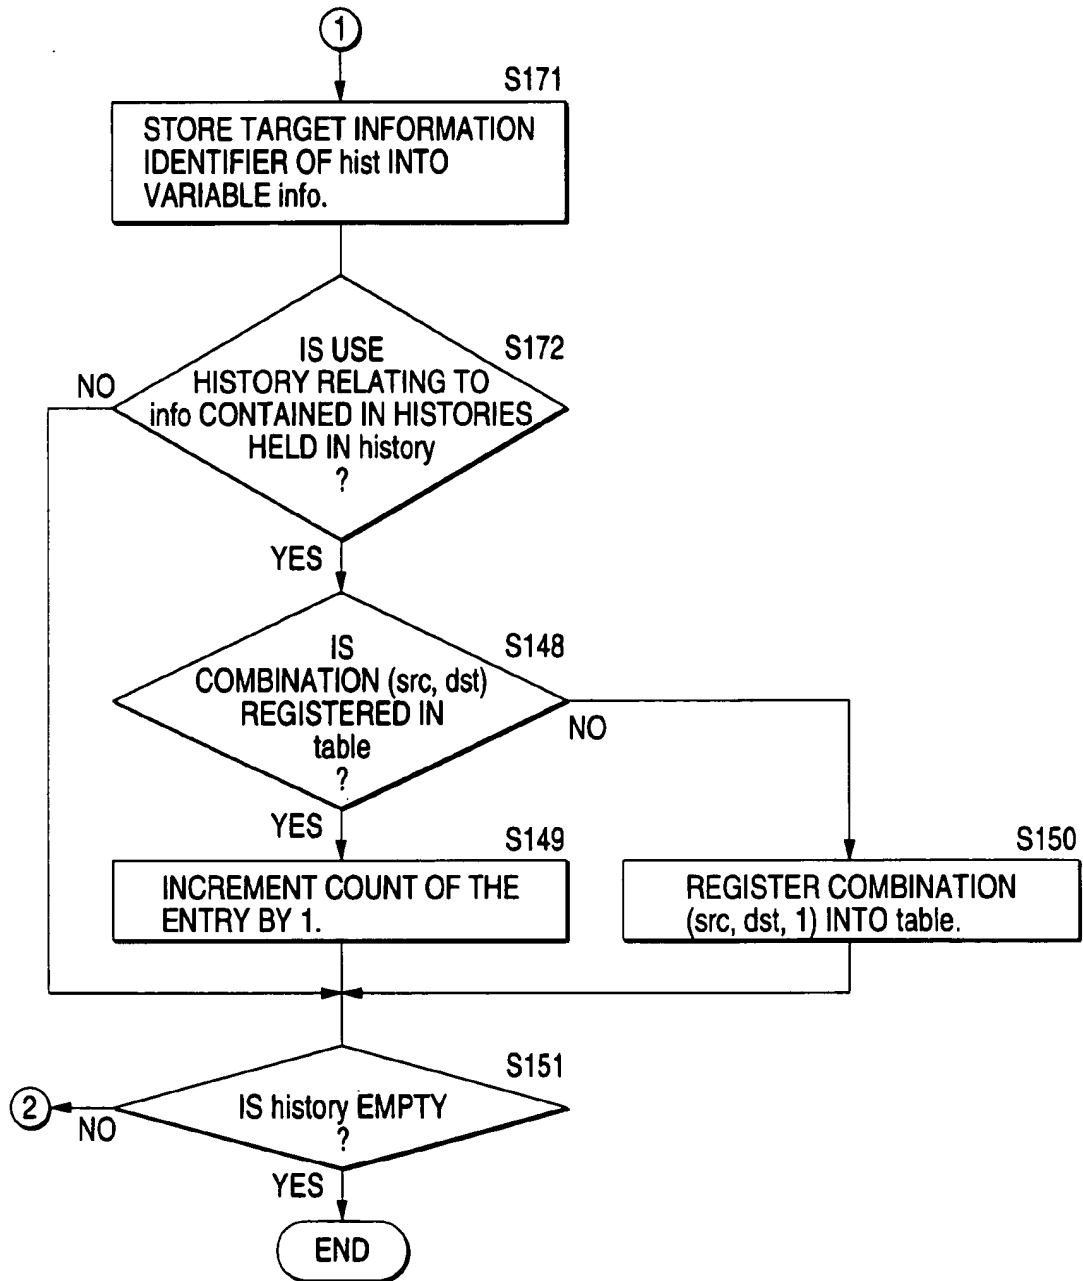 1
S171
STORE TARGET INFORMATION
IDENTIFIER OF hist INTO
VARIABLE info.
S172
IS USE
HISTORY RELATING TO
info CONTAINED IN HISTORIES
HELD IN history
?
NO
YES
S148
IS
COMBINATION (src, dst)
REGISTERED IN
table
?
NO
YES
S149
INCREMENT COUNT OF THE
ENTRY BY 1.
S150
REGISTER COMBINATION
(src, dst, 1) INTO table.
S151
IS history EMPTY
?
2
NO
YES
END